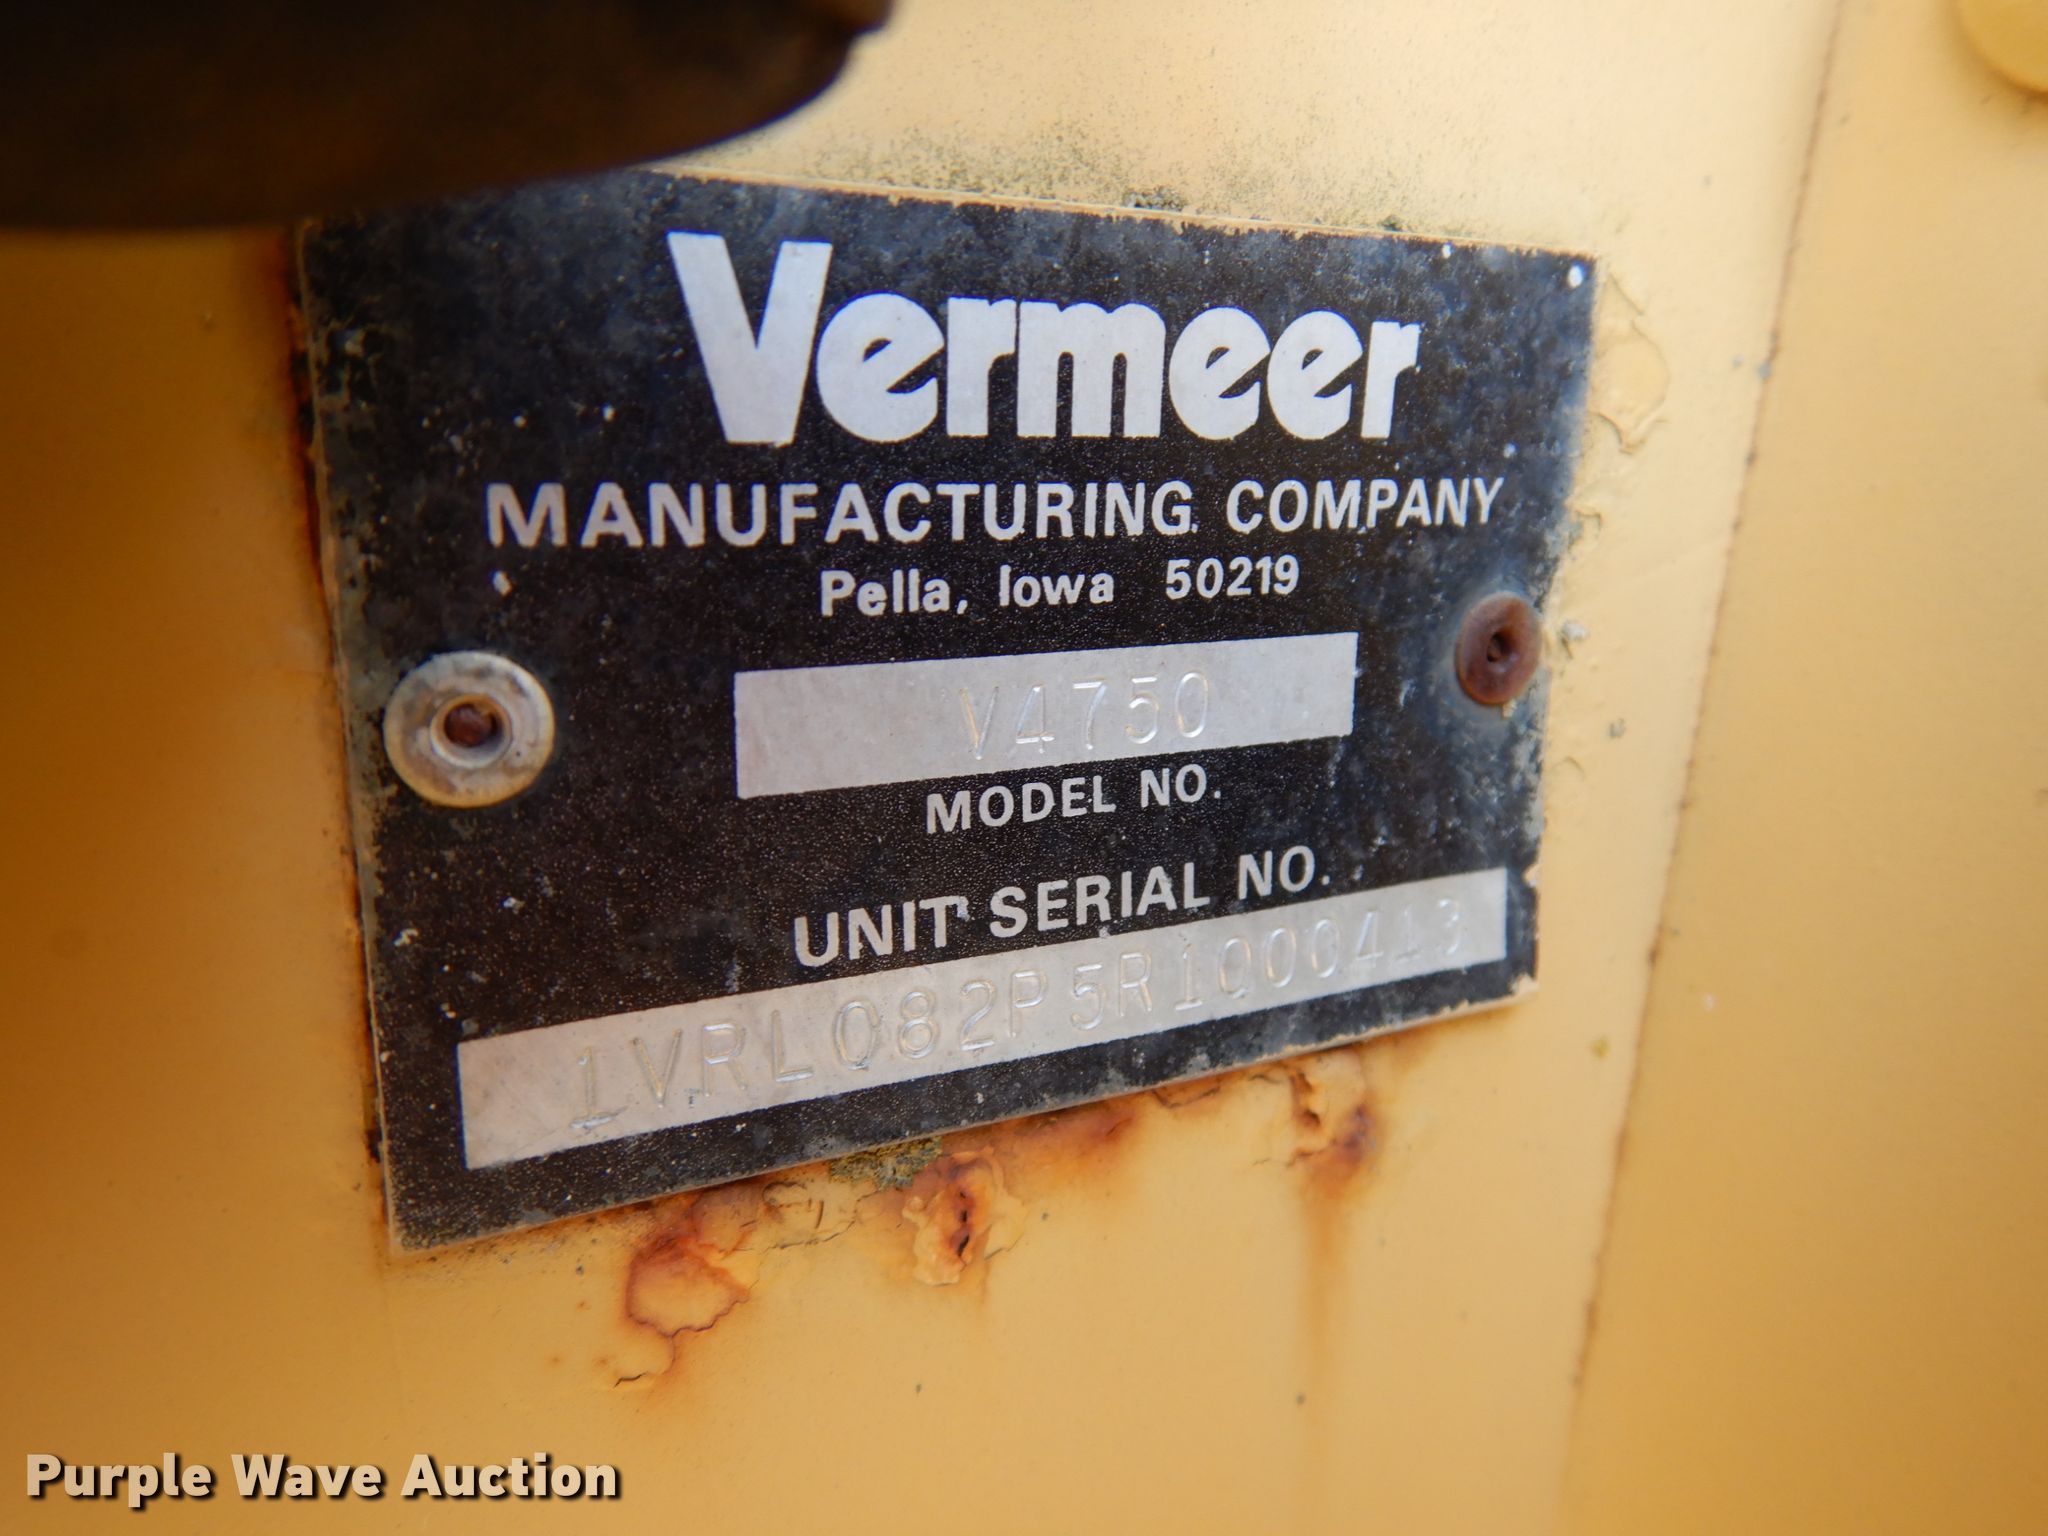 Vermeer
MANUFACTURING COMPANY
Pella, Iowa 50219
V4750
MODEL NO.
UNIT SERIAL NO.
1VRL082P5R1000413
Purple Wave Auction